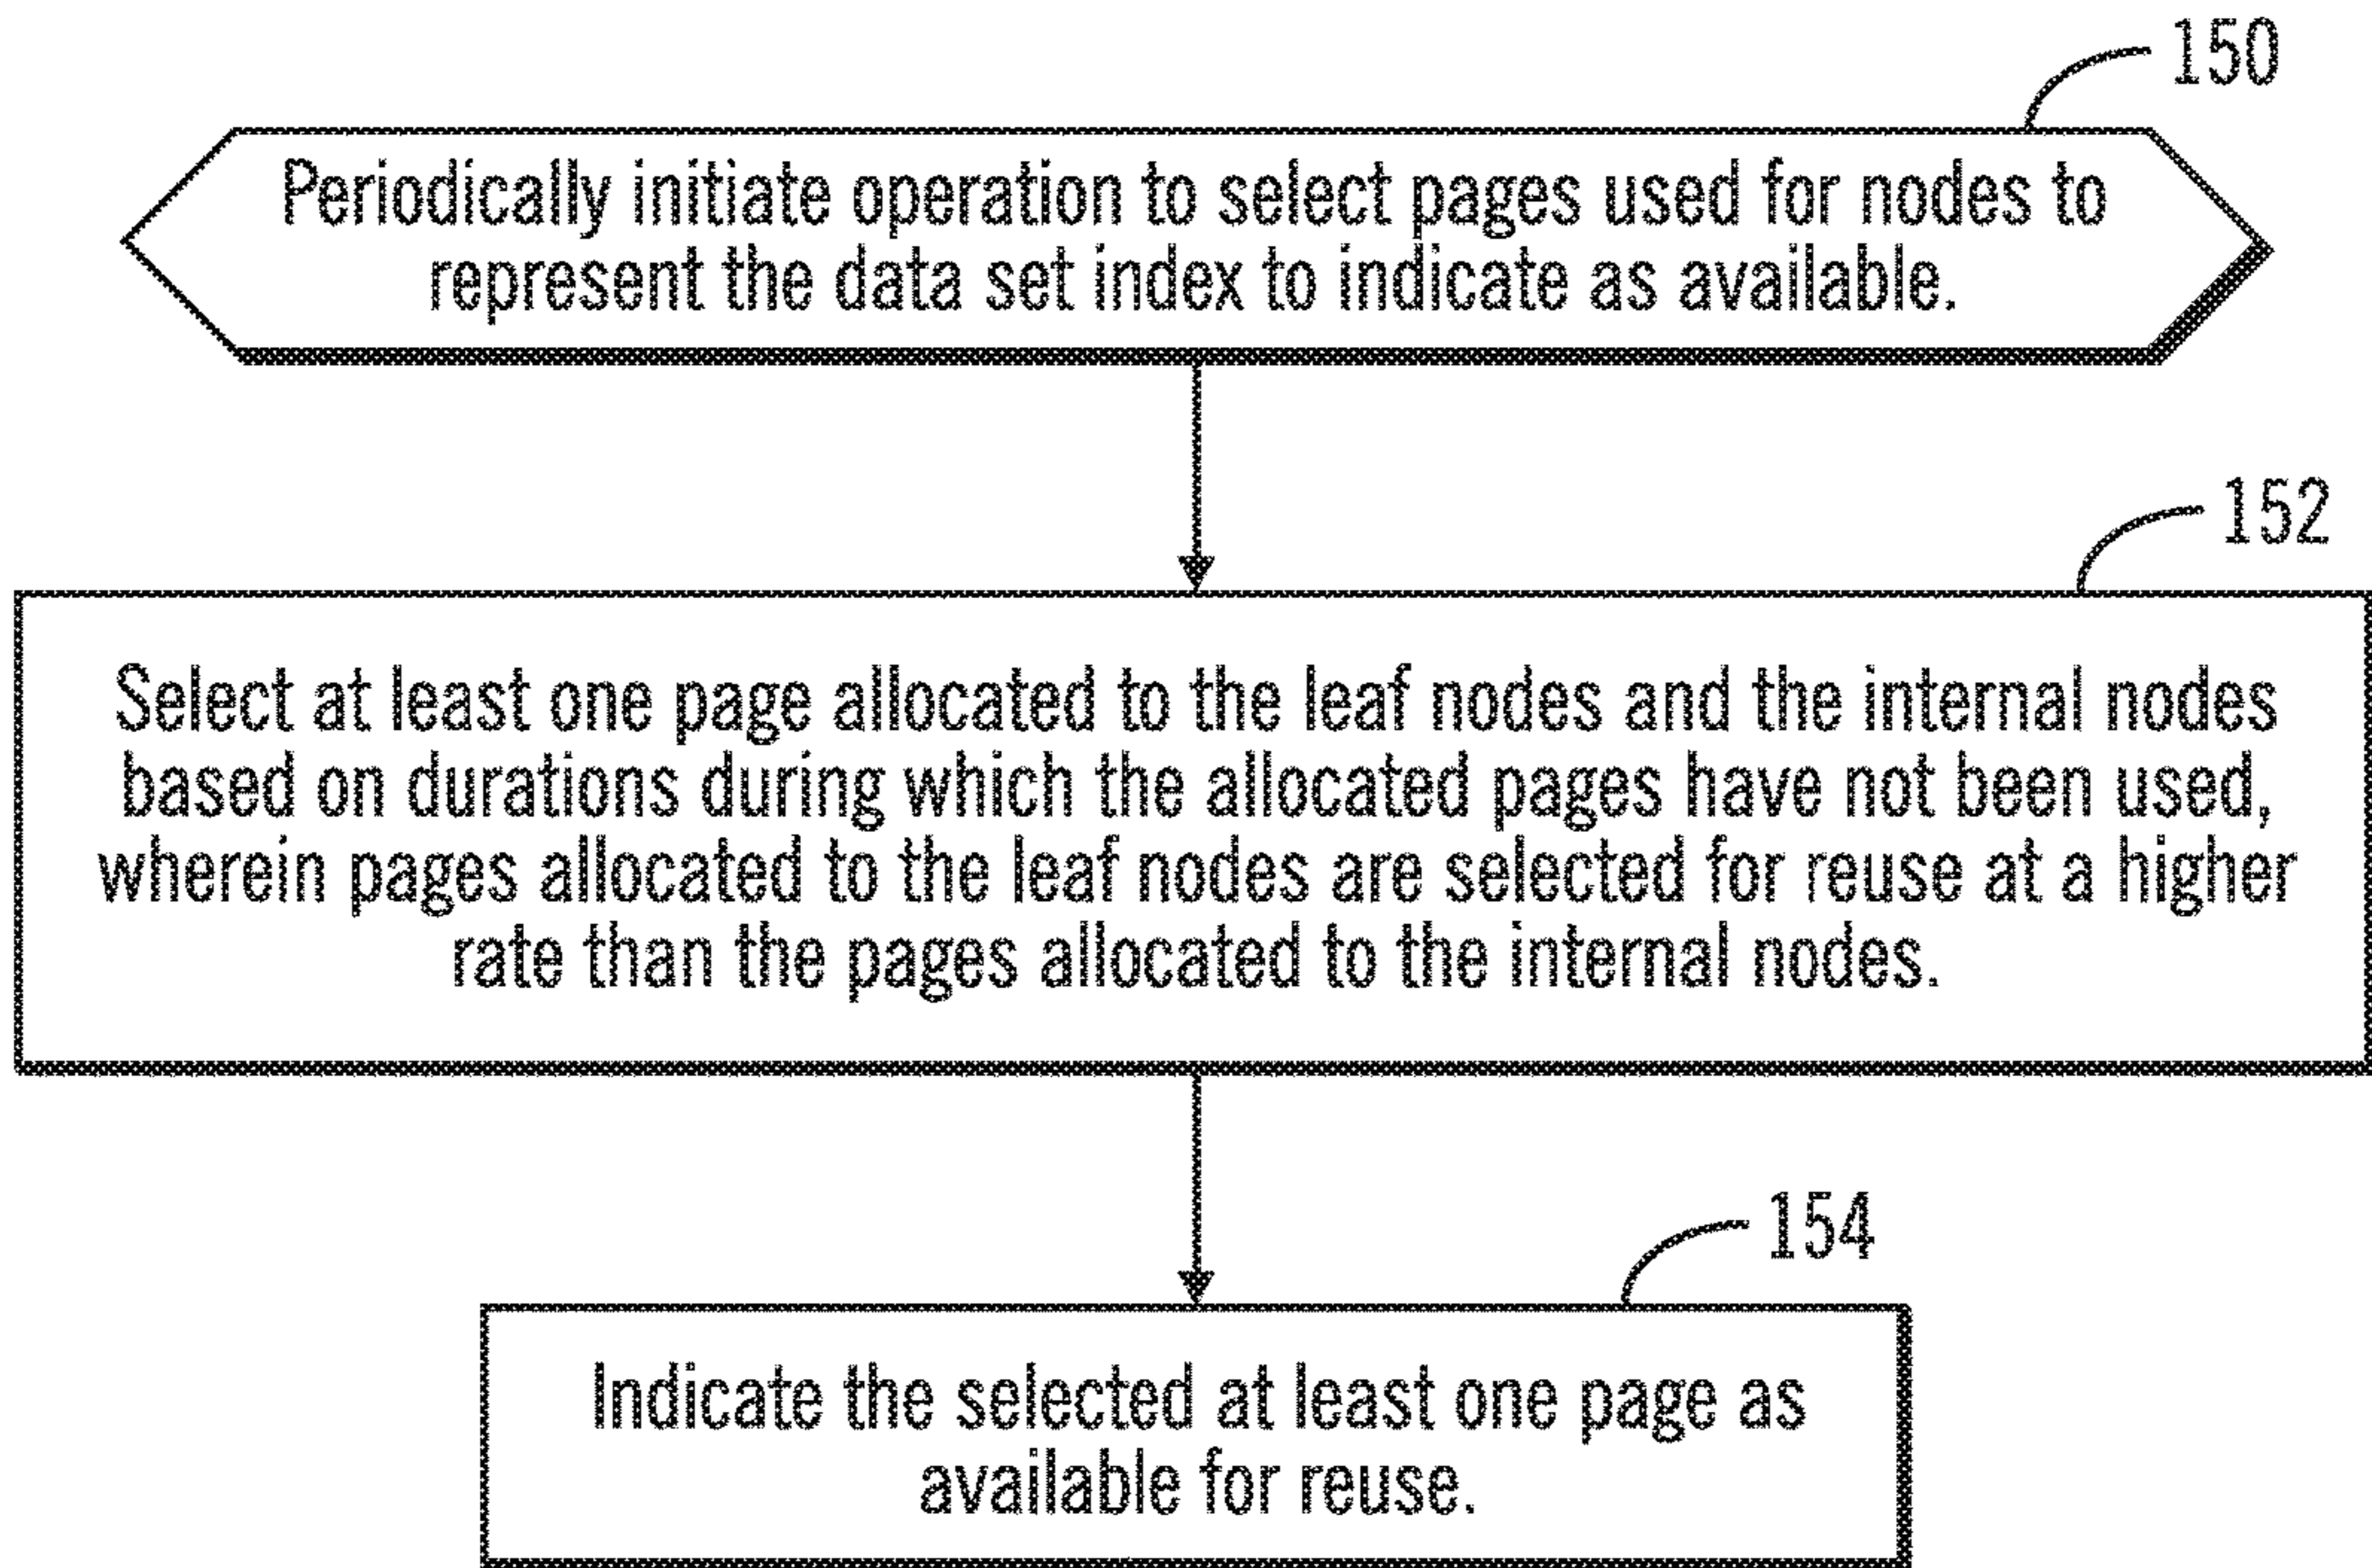 150
Periodically initiate operation to select pages used for nodes to
represent the data set index to indicate as available.
152
Select at least one page allocated to the leaf nodes and the internal nodes
based on durations during which the allocated pages have not been used,
wherein pages allocated to the leaf nodes are selected for reuse at a higher
rate than the pages allocated to the internal nodes.
154
Indicate the selected at least one page as
available for reuse.